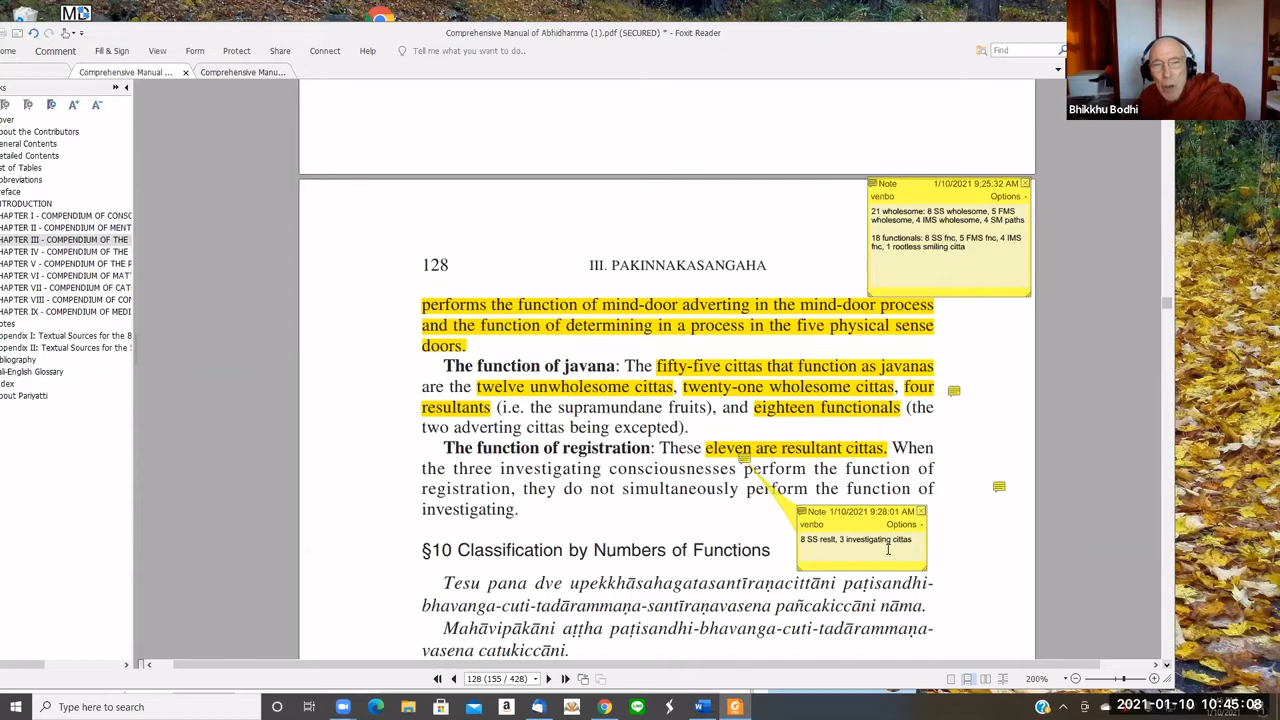 MD
Comprehensive Manual of Abhidhamma (1).pdf (SECURED) * - Foxit Reader
ome Comment Fill & Sign View Form Protect Share Connect Help Tell me what you want to do.. Find
Comprehensive Manual ... × Comprehensive Manu...
ks
over
bout the Contributors
eneral Contents
etailed Contents
st of Tables
bbreviations
reface
NTRODUCTION
HAPTER I - COMPENDIUM OF CONSC
HAPTER II - COMPENDIUM OF MENT
HAPTER III - COMPENDIUM OF THE
HAPTER IV - COMPENDIUM OF THE
HAPTER V - COMPENDIUM OF THE P
HAPTER VI - COMPENDIUM OF MAT
HAPTER VII - COMPENDIUM OF CAT
HAPTER VIII - COMPENDIUM OF CON
HAPTER IX - COMPENDIUM OF MEDI
otes
ppendix I: Textual Sources for the 8
ppendix II: Textual Sources for the
bliography
ali-English Glossary
dex
bout Pariyatti
Bhikkhu Bodhi
Note 1/10/2021 9:25:32 AM
venbo Options
21 wholesome: 8 SS wholesome, 5 FMS
wholesome, 4 IMS wholesome, 4 SM paths
18 functionals: 8 SS fnc, 5 FMS fnc, 4 IMS
fnc, 1 rootless smiling citta
128 III. PAKINNAKASANGAHA
performs the function of mind-door adverting in the mind-door process
and the function of determining in a process in the five physical sense
doors.
The function of javana: The fifty-five cittas that function as javanas
are the twelve unwholesome cittas, twenty-one wholesome cittas, four
resultants (i.e. the supramundane fruits), and eighteen functionals (the
two adverting cittas being excepted).
The function of registration: These eleven are resultant cittas. When
the three investigating consciousnesses perform the function of
registration, they do not simultaneously perform the function of
investigating.
Note 1/10/2021 9:28:01 AM
venbo Options
8 SS reslt, 3 investigating cittas
§10 Classification by Numbers of Functions
Tesu pana dve upekkhāsahagatasantīraṇacittāni paṭisandhi-
bhavanga-cuti-tadārammaṇa-santīraṇavasena pañcakiccāni nāma.
Mahāvipākāni aṭṭha paṭisandhi-bhavanga-cuti-tadārammaṇa-
vasena catukiccāni.
128 (155 / 428) 200%
Type here to search
2021-01-10 10:45:08